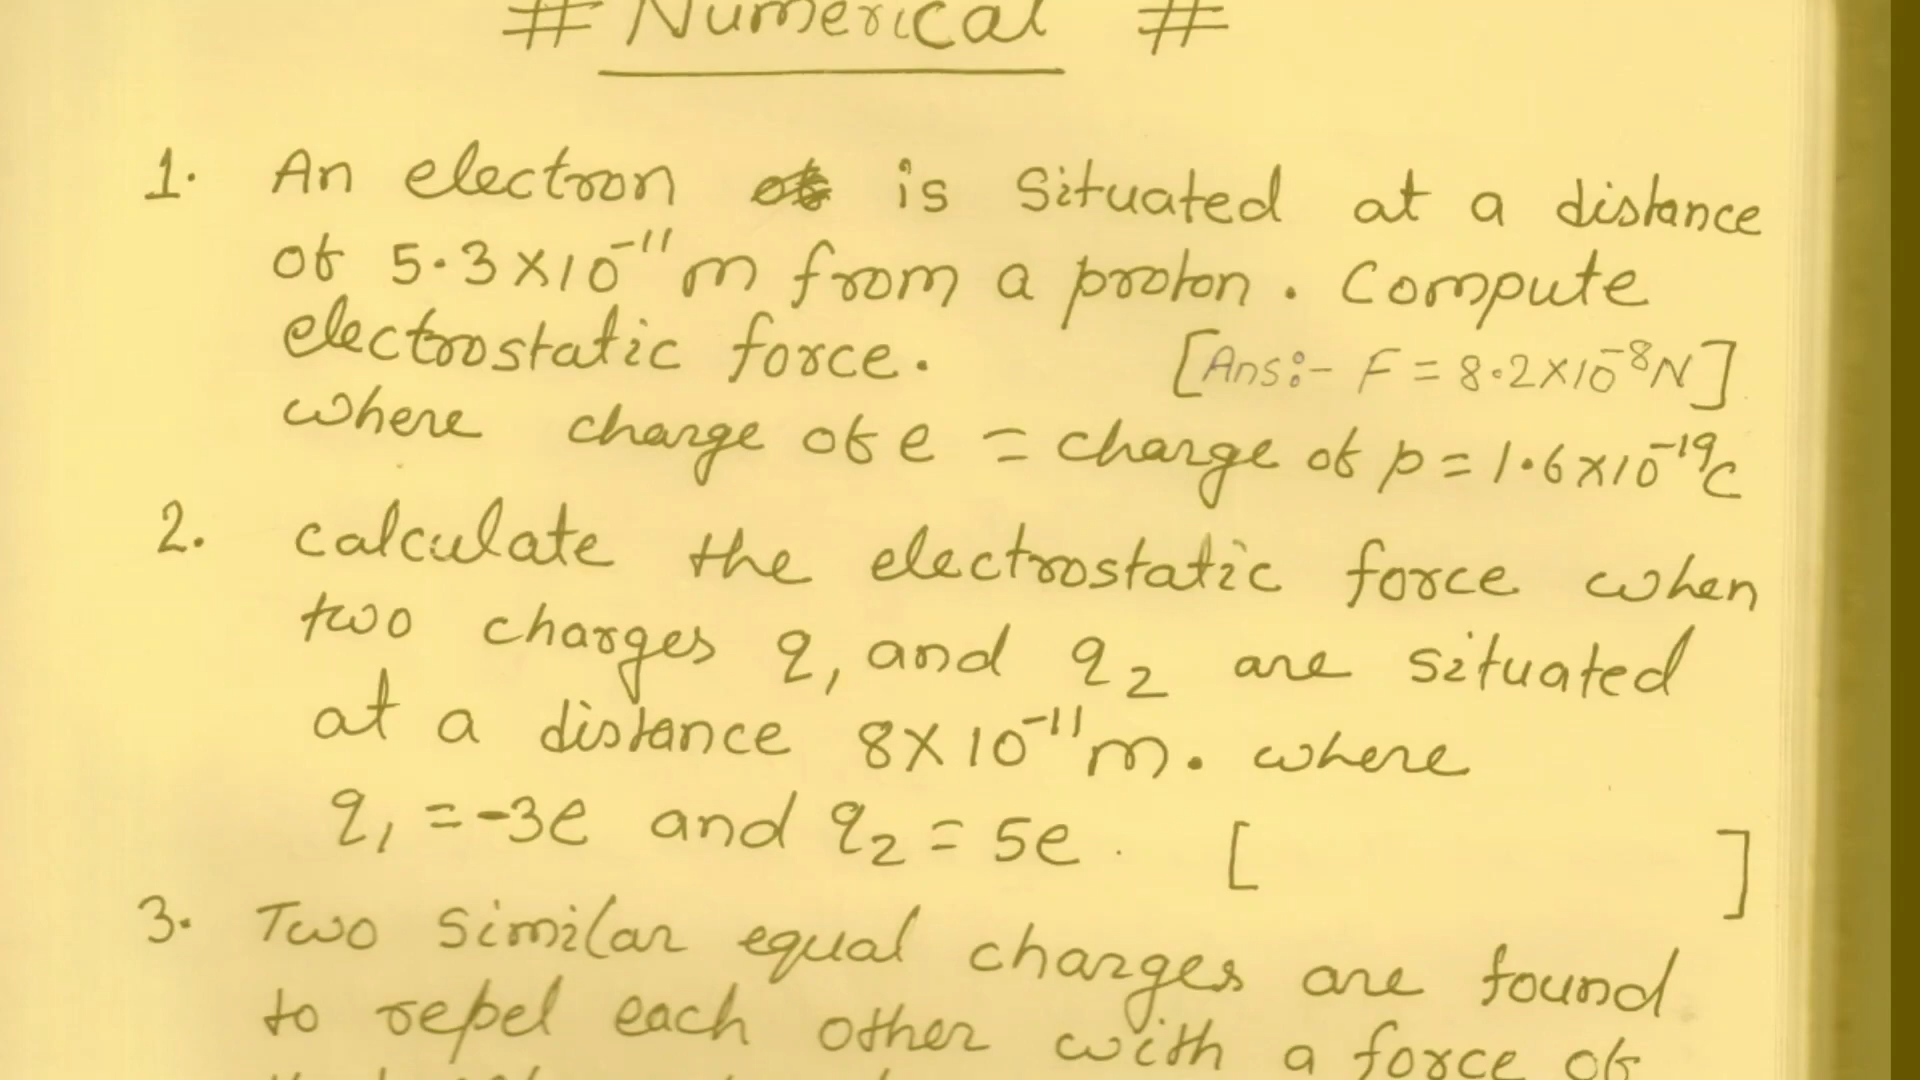 # Numerical #
1. An electron is situated at a distance
of 5.3×10⁻¹¹ m from a proton. Compute
electrostatic force. [Ans:- F = 8.2×10⁻⁸N]
where charge of e = charge of p = 1.6×10⁻¹⁹C
2. calculate the electrostatic force when
two charges q₁ and q₂ are situated
at a distance 8×10⁻¹¹ m. where
q₁ = -3e and q₂ = 5e. [ ]
3. Two similar equal charges are found
to repel each other with a force of